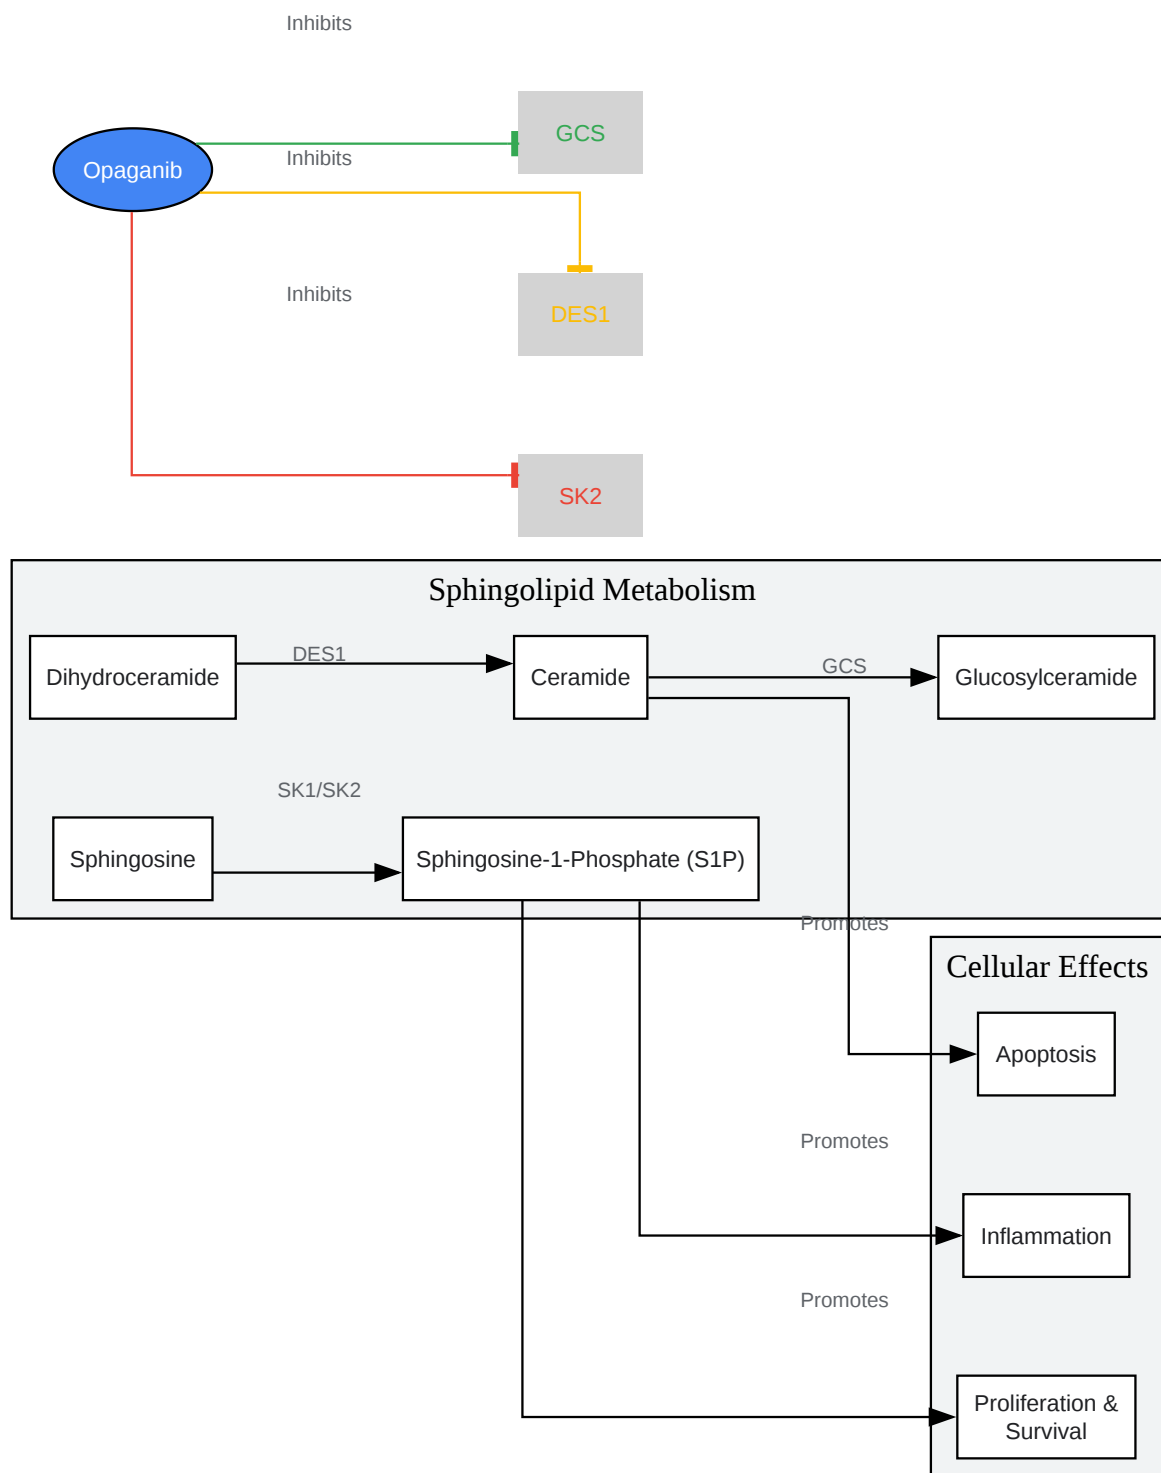 Inhibits
GCS
Opaganib
Inhibits
Inhibits
DES1
SK2
Sphingolipid Metabolism
Dihydroceramide
DES1
Ceramide
GCS
Glucosylceramide
SK1/SK2
Sphingosine
Sphingosine-1-Phosphate (S1P)
Promotes
Cellular Effects
Apoptosis
Promotes
Inflammation
Promotes
Proliferation &
Survival